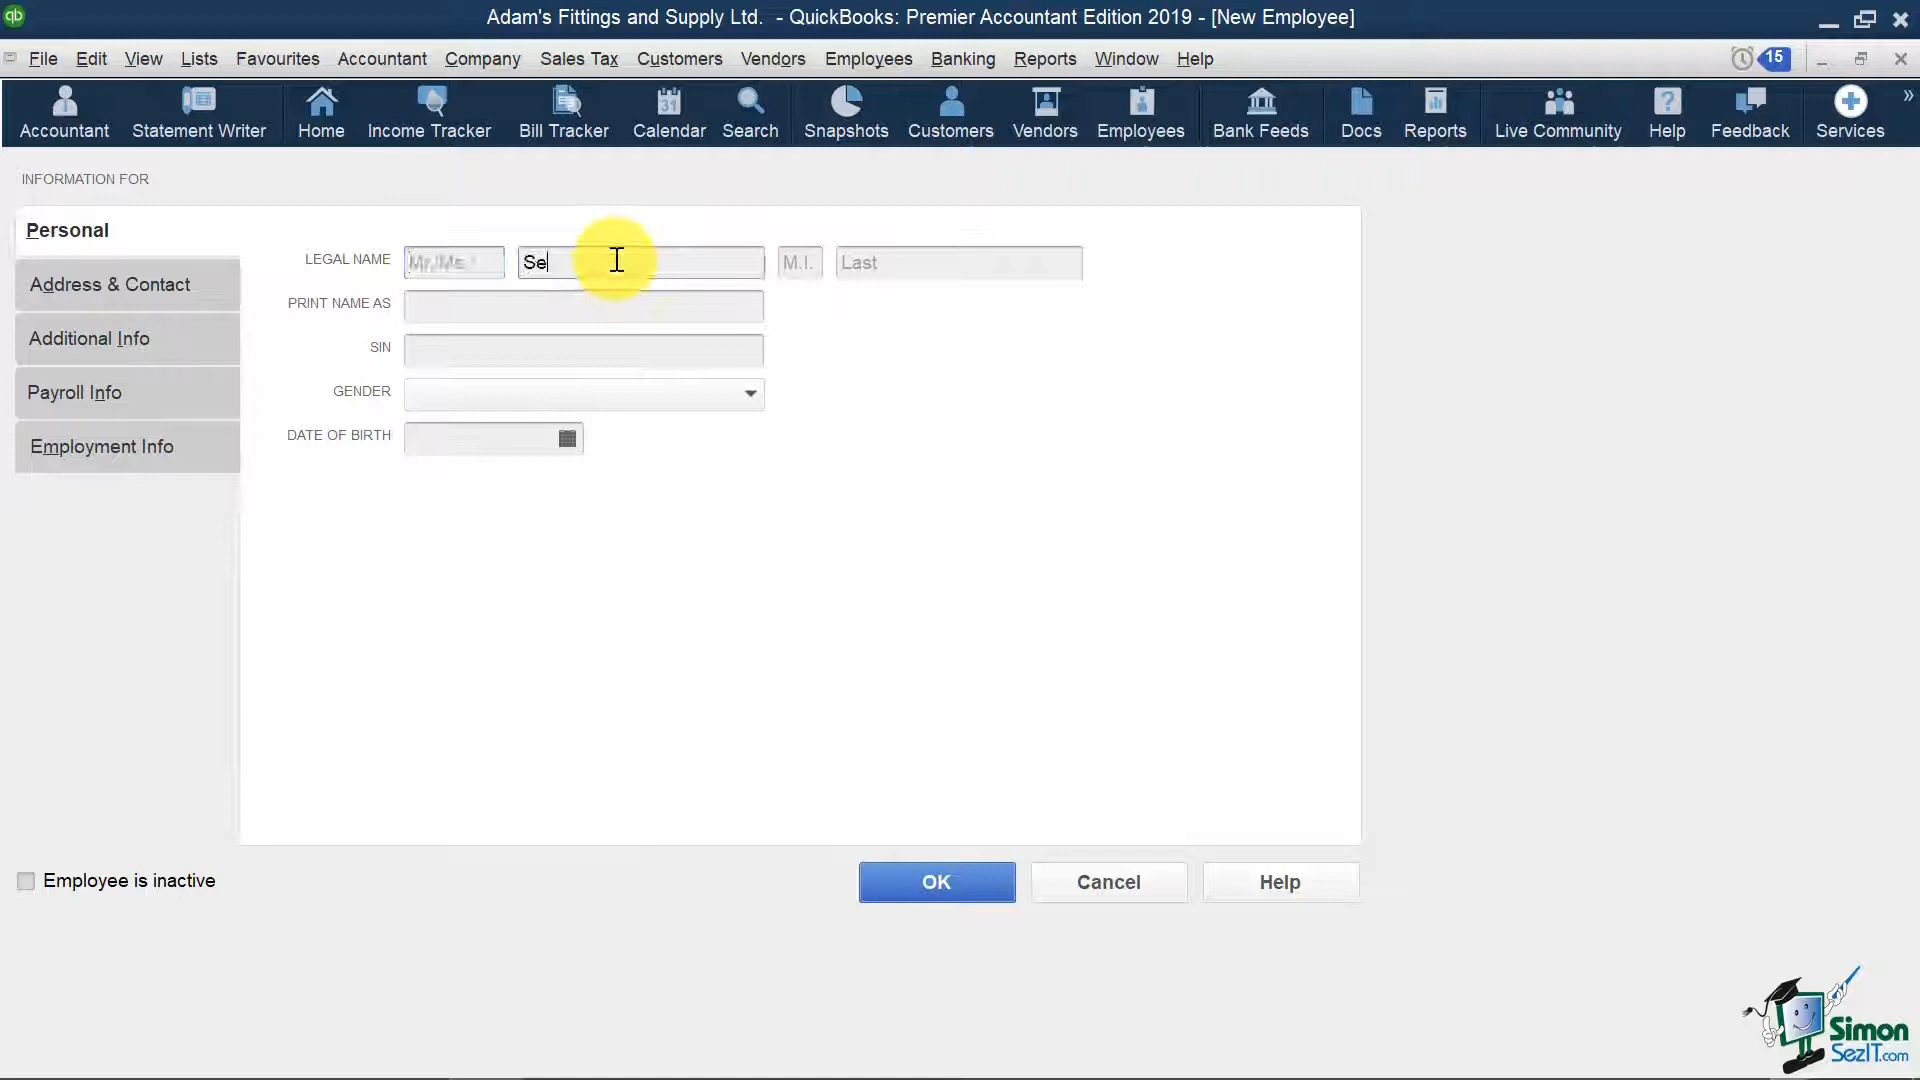 qb Adam's Fittings and Supply Ltd. - QuickBooks: Premier Accountant Edition 2019 - [New Employee]
File Edit View Lists Favourites Accountant Company Sales Tax Customers Vendors Employees Banking Reports Window Help 15
31
Accountant Statement Writer Home Income Tracker Bill Tracker Calendar Search Snapshots Customers Vendors Employees Bank Feeds Docs Reports Live Community Help Feedback Services »
INFORMATION FOR
Personal
Address & Contact
Additional Info
Payroll Info
Employment Info
LEGAL NAME Mr./Ms. Se M.I. Last
PRINT NAME AS
SIN
GENDER
DATE OF BIRTH
Employee is inactive
OK Cancel Help
Simon
SezIT.com